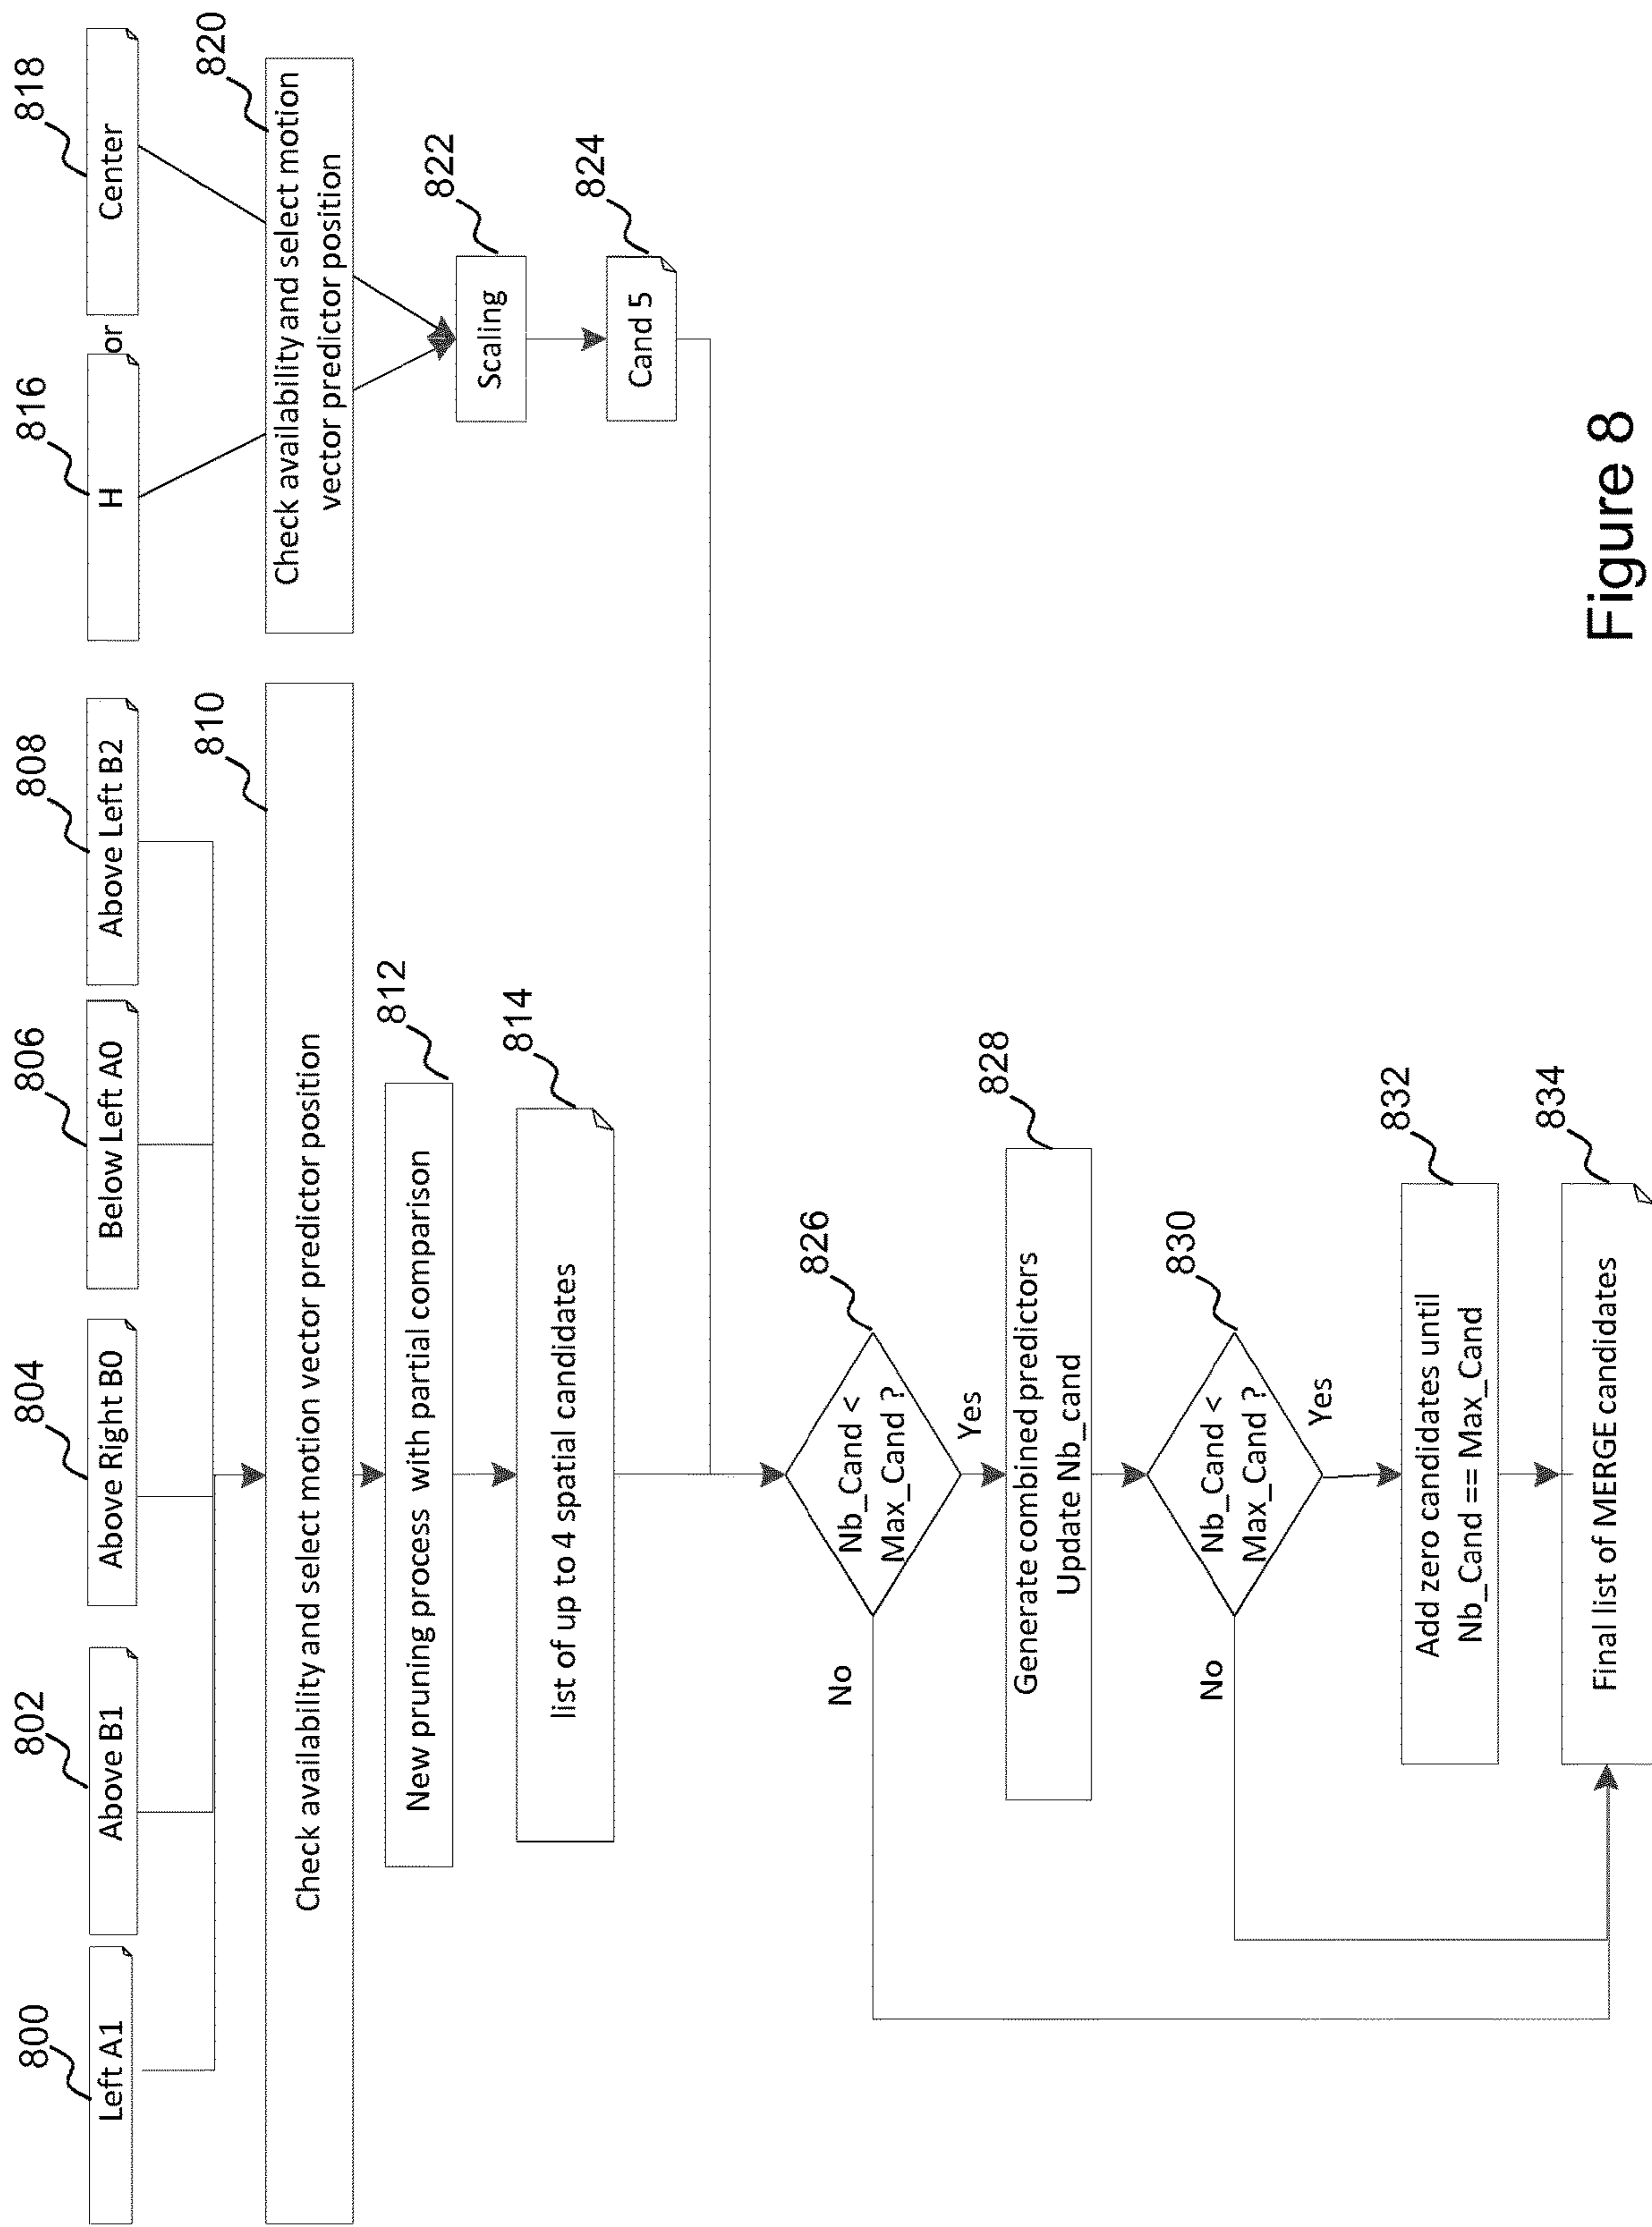 800
802
804
806
808
816
818
Left A1
Above B1
Above Right B0
Below Left A0
Above Left B2
H
or
Center
810
820
Check availability and select motion vector predictor position
Check availability and select motion
vector predictor position
812
New pruning process with partial comparison
822
Scaling
814
list of up to 4 spatial candidates
824
Cand 5
826
Nb_Cand <
Max_Cand ?
No
Yes
828
Generate combined predictors
Update Nb_cand
830
Nb_Cand <
Max_Cand ?
No
Yes
832
Add zero candidates until
Nb_Cand == Max_Cand
834
Final list of MERGE candidates
Figure 8